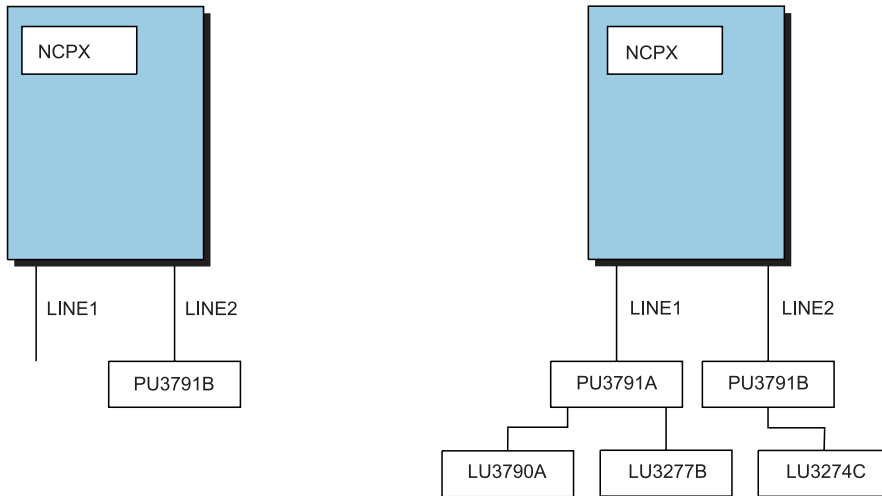 NCPX
LINE1
LINE2
PU3791B
NCPX
LINE1
LINE2
PU3791A
PU3791B
LU3790A
LU3277B
LU3274C